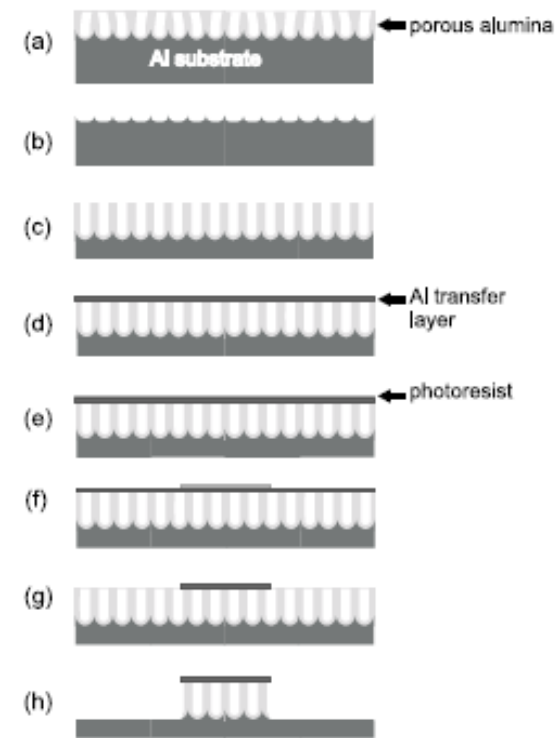 (a)
porous alumina
Al substrate
(b)
(c)
(d)
Al transfer
layer
(e)
photoresist
(f)
(g)
(h)